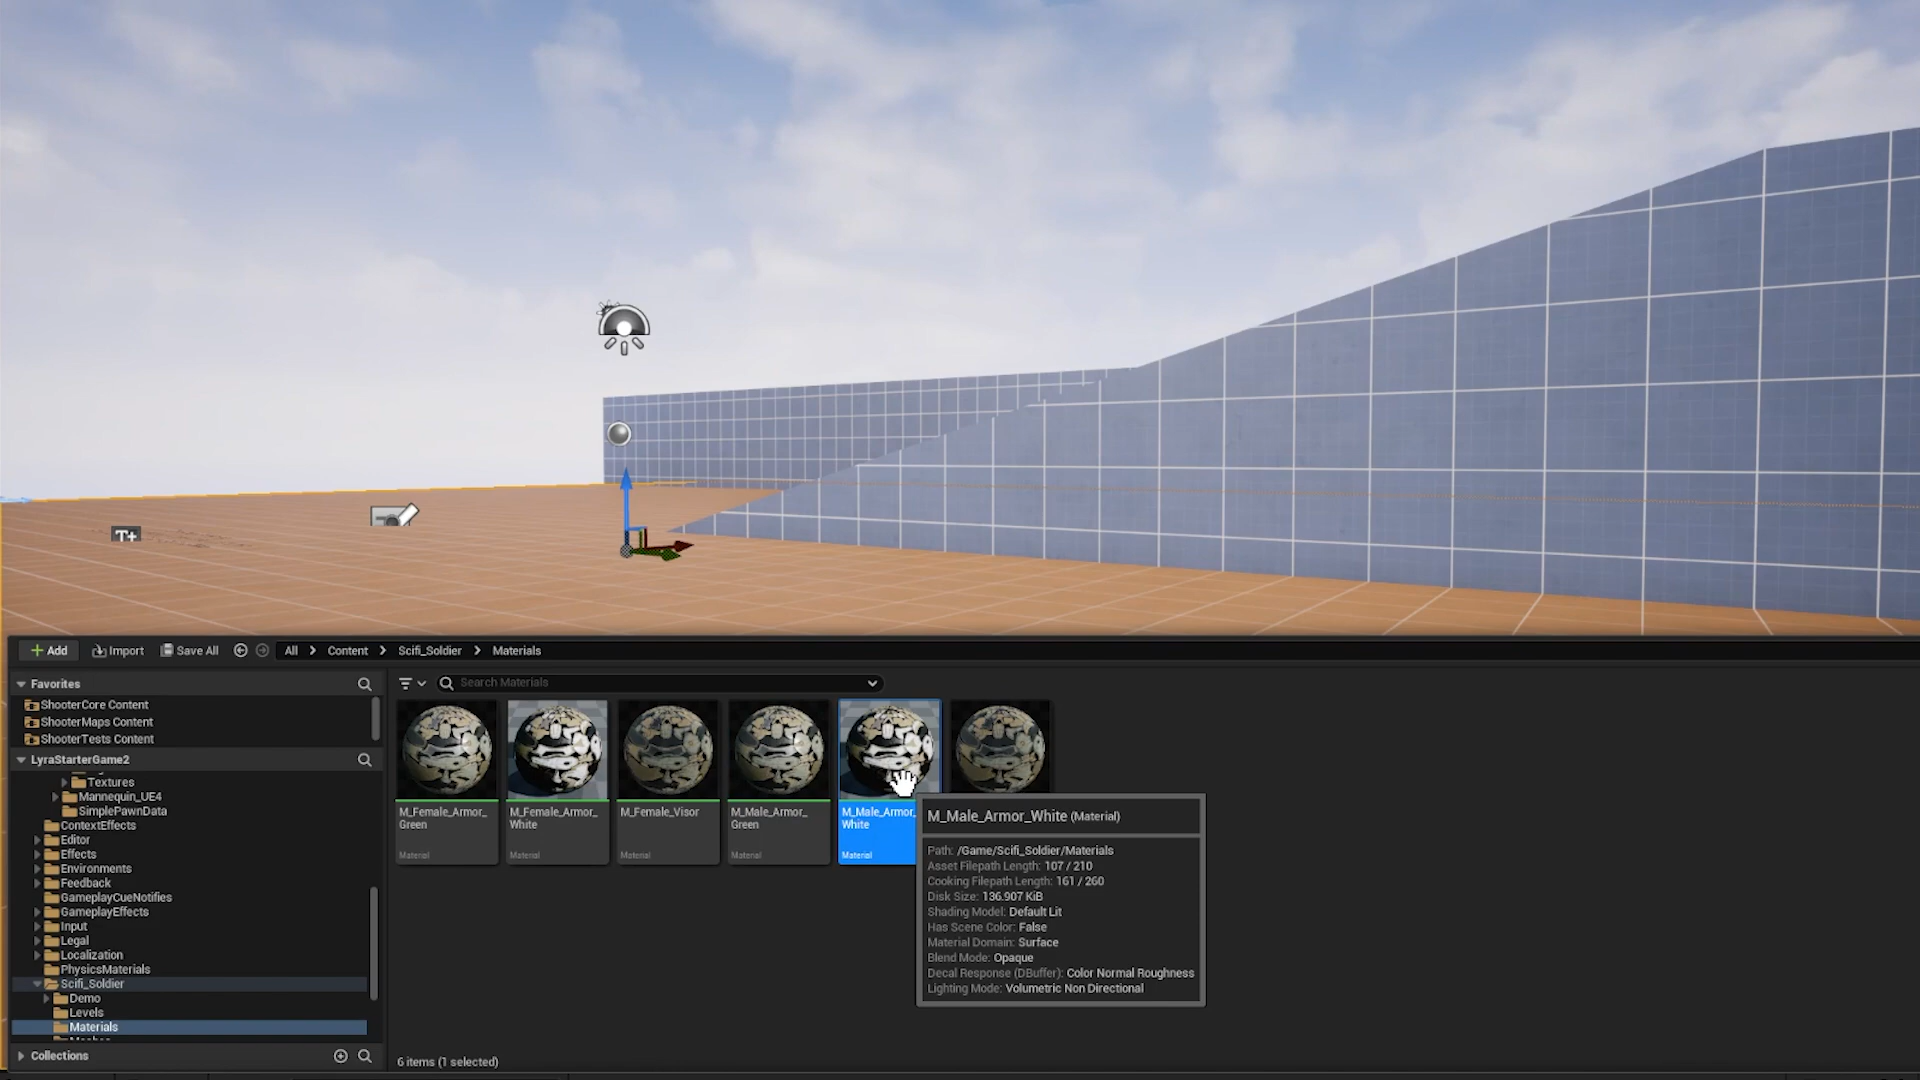 T+
Add
Import
Save All
All > Content > Scifi_Soldier > Materials
Favorites
ShooterCore Content
ShooterMaps Content
ShooterTests Content
LyraStarterGame2
Textures
Mannequin_UE4
SimplePawnData
ContextEffects
Editor
Effects
Environments
Feedback
GameplayCueNotifies
GameplayEffects
Input
Legal
Localization
PhysicsMaterials
Scifi_Soldier
Demo
Levels
Materials
Collections
Search Materials
M_Female_Armor_
Green
Material
M_Female_Armor_
White
Material
M_Female_Visor
Material
M_Male_Armor_
Green
Material
M_Male_Armor_
White
Material
M_Male_Armor_White (Material)
Path: /Game/Scifi_Soldier/Materials
Asset Filepath Length: 107 / 210
Cooking Filepath Length: 161 / 260
Disk Size: 136.907 KiB
Shading Model: Default Lit
Has Scene Color: False
Material Domain: Surface
Blend Mode: Opaque
Decal Response (DBuffer): Color Normal Roughness
Lighting Mode: Volumetric Non Directional
6 items (1 selected)